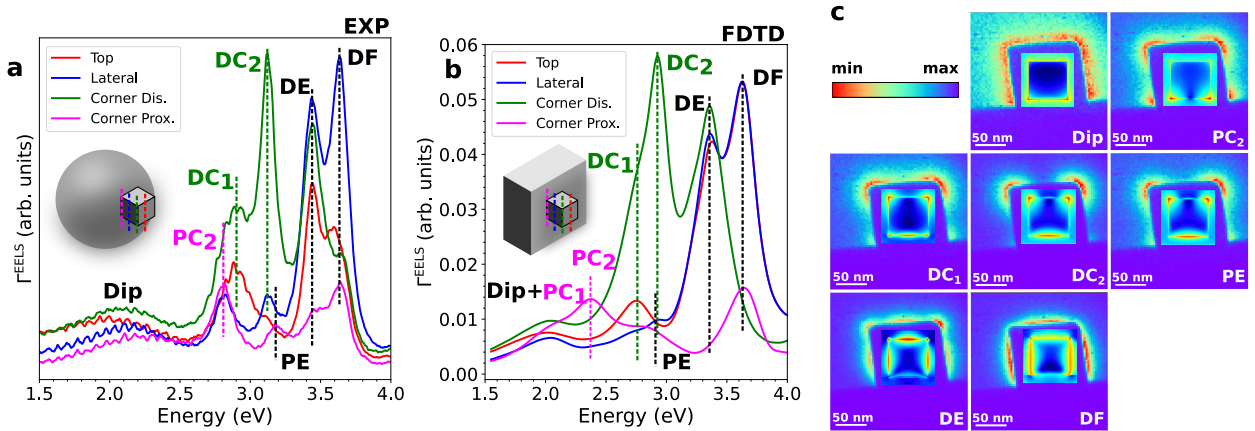 a
EXP
Top
Lateral
Corner Dis.
Corner Prox.
Dip
PC2
DC1
DC2
PE
DE
DF
Γ^EELS (arb. units)
1.5 2.0 2.5 3.0 3.5 4.0
Energy (eV)
b
FDTD
Top
Lateral
Corner Dis.
Corner Prox.
Dip+PC1
PC2
DC1
DC2
PE
DE
DF
Γ^EELS (arb. units)
0.06
0.05
0.04
0.03
0.02
0.01
0.00
1.5 2.0 2.5 3.0 3.5 4.0
Energy (eV)
c
min max
50 nm Dip
50 nm PC2
50 nm DC1
50 nm DC2
50 nm PE
50 nm DE
50 nm DF